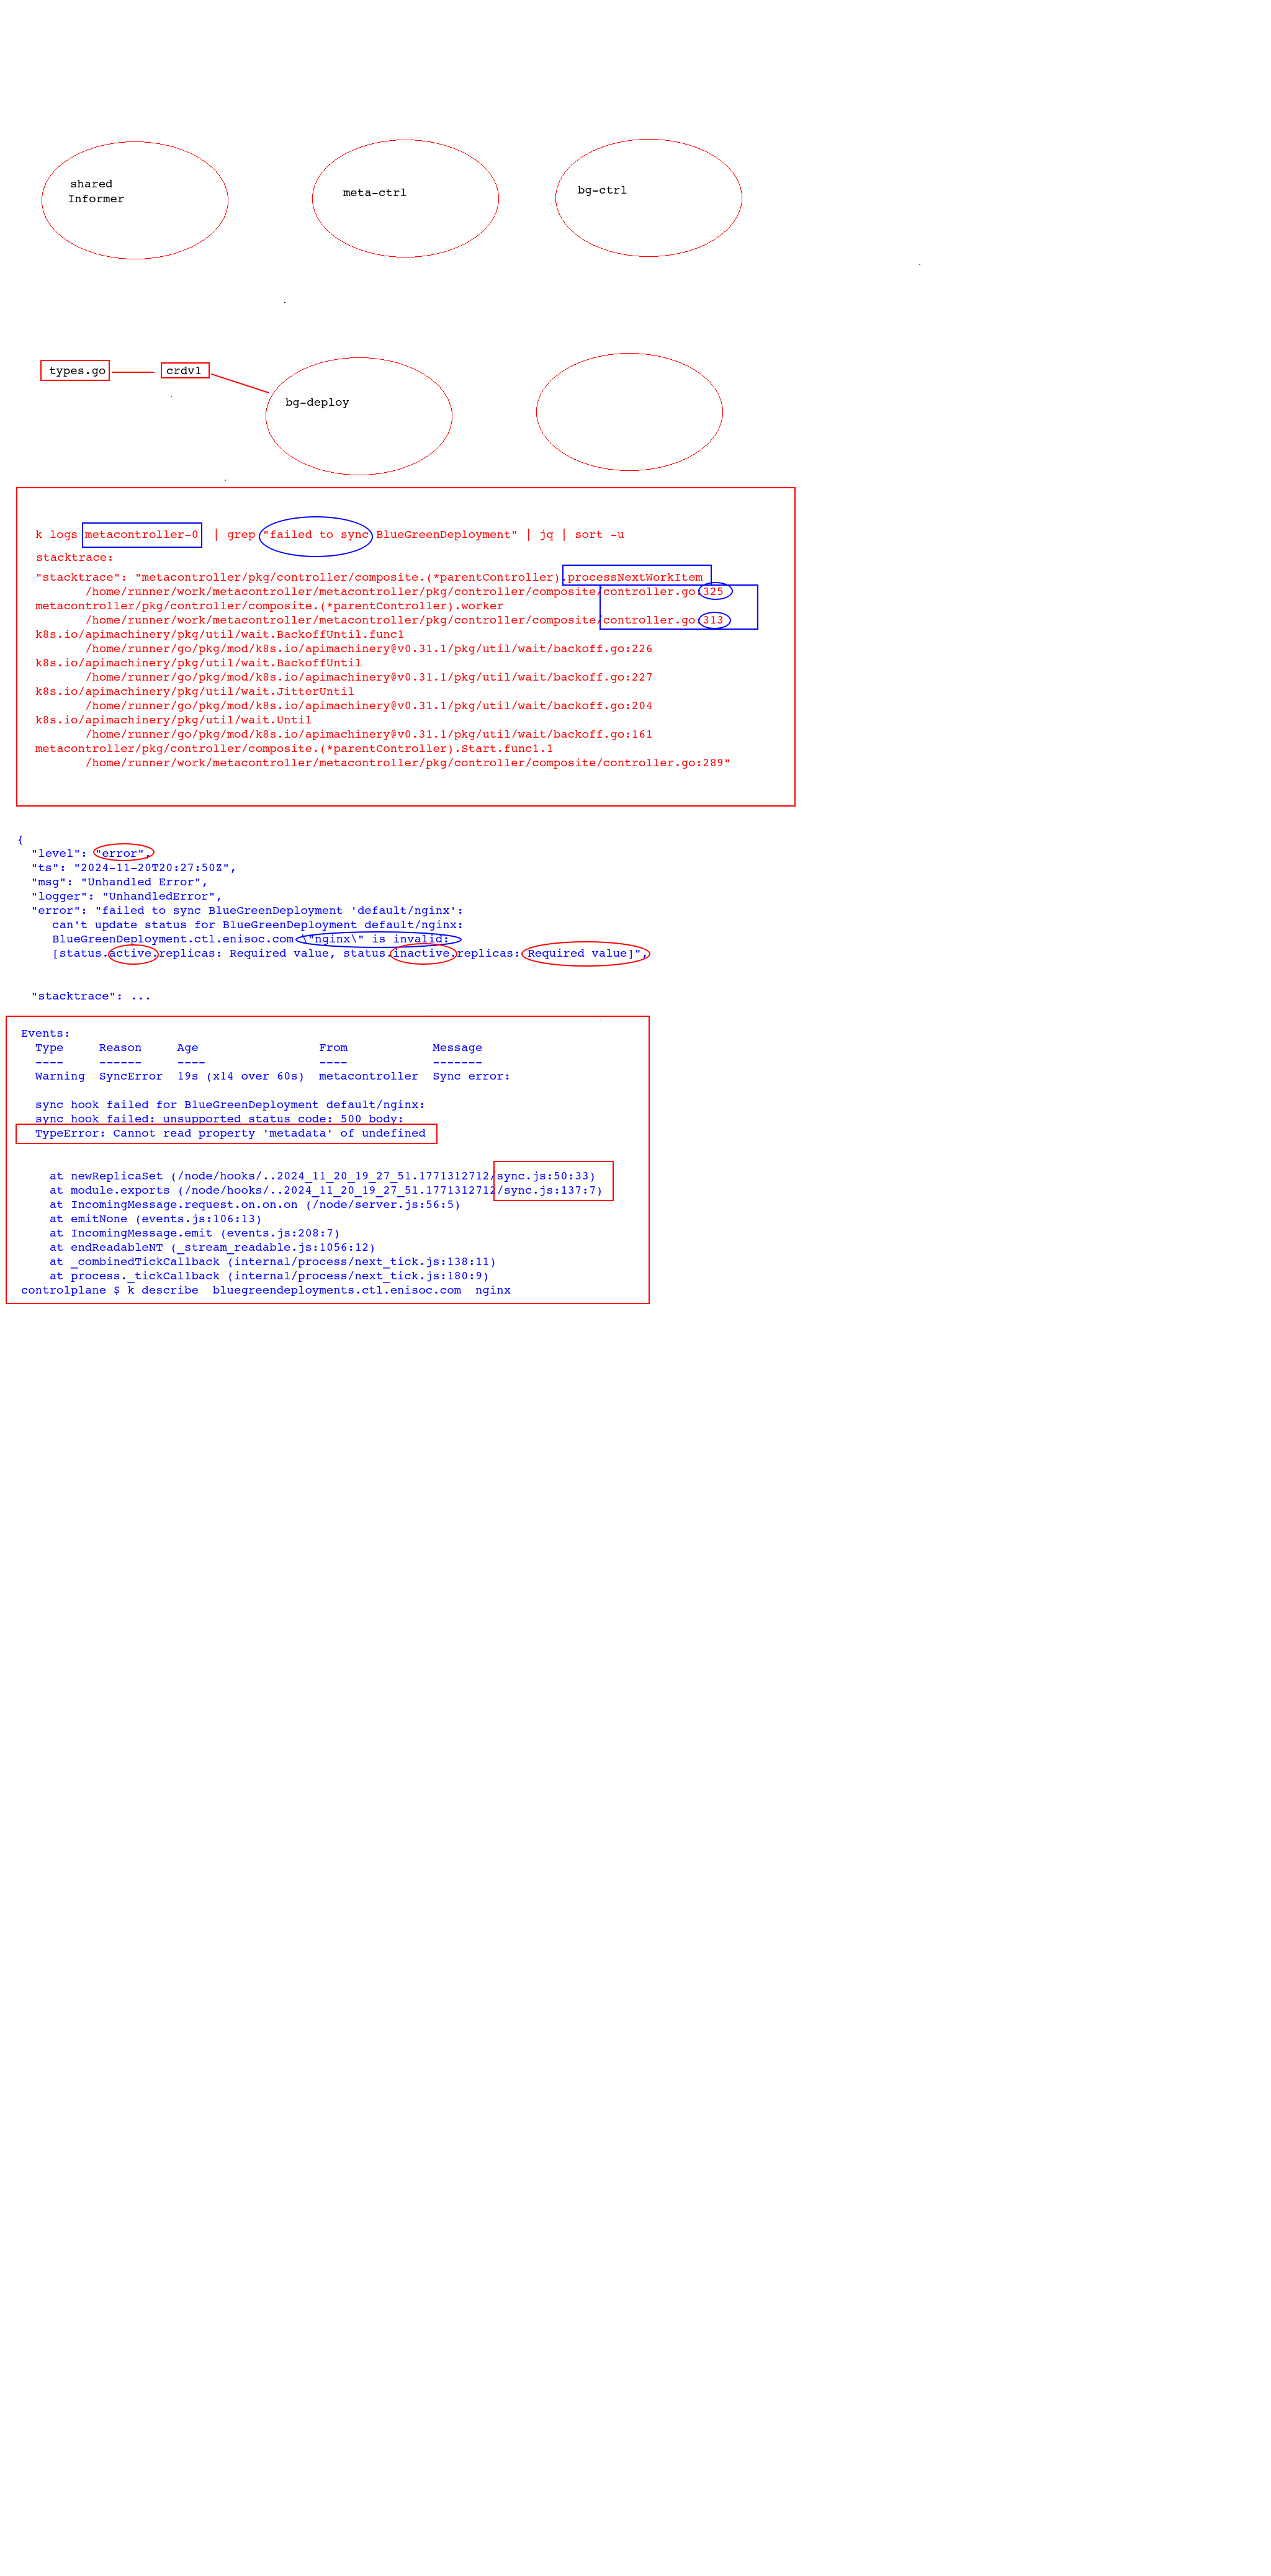 shared
Informer
meta-ctrl
bg-ctrl
types.go
crdv1
bg-deploy
k logs metacontroller-0  | grep "failed to sync BlueGreenDeployment" | jq | sort -u
stacktrace:
"stacktrace": "metacontroller/pkg/controller/composite.(*parentController).processNextWorkItem
/home/runner/work/metacontroller/metacontroller/pkg/controller/composite/controller.go:325
metacontroller/pkg/controller/composite.(*parentController).worker
/home/runner/work/metacontroller/metacontroller/pkg/controller/composite/controller.go:313
k8s.io/apimachinery/pkg/util/wait.BackoffUntil.func1
/home/runner/go/pkg/mod/k8s.io/apimachinery@v0.31.1/pkg/util/wait/backoff.go:226
k8s.io/apimachinery/pkg/util/wait.BackoffUntil
/home/runner/go/pkg/mod/k8s.io/apimachinery@v0.31.1/pkg/util/wait/backoff.go:227
k8s.io/apimachinery/pkg/util/wait.JitterUntil
/home/runner/go/pkg/mod/k8s.io/apimachinery@v0.31.1/pkg/util/wait/backoff.go:204
k8s.io/apimachinery/pkg/util/wait.Until
/home/runner/go/pkg/mod/k8s.io/apimachinery@v0.31.1/pkg/util/wait/backoff.go:161
metacontroller/pkg/controller/composite.(*parentController).Start.func1.1
/home/runner/work/metacontroller/metacontroller/pkg/controller/composite/controller.go:289"
{
"level": "error",
"ts": "2024-11-20T20:27:50Z",
"msg": "Unhandled Error",
"logger": "UnhandledError",
"error": "failed to sync BlueGreenDeployment 'default/nginx':
can't update status for BlueGreenDeployment default/nginx:
BlueGreenDeployment.ctl.enisoc.com \"nginx\" is invalid:
[status.active.replicas: Required value, status.inactive.replicas: Required value]",
"stacktrace": ...
Events:
Type     Reason     Age                 From            Message
----     ------     ----                ----            -------
Warning  SyncError  19s (x14 over 60s)  metacontroller  Sync error:
sync hook failed for BlueGreenDeployment default/nginx:
sync hook failed: unsupported status code: 500 body:
TypeError: Cannot read property 'metadata' of undefined
at newReplicaSet (/node/hooks/..2024_11_20_19_27_51.1771312712/sync.js:50:33)
at module.exports (/node/hooks/..2024_11_20_19_27_51.1771312712/sync.js:137:7)
at IncomingMessage.request.on.on.on (/node/server.js:56:5)
at emitNone (events.js:106:13)
at IncomingMessage.emit (events.js:208:7)
at endReadableNT (_stream_readable.js:1056:12)
at _combinedTickCallback (internal/process/next_tick.js:138:11)
at process._tickCallback (internal/process/next_tick.js:180:9)
controlplane $ k describe  bluegreendeployments.ctl.enisoc.com  nginx